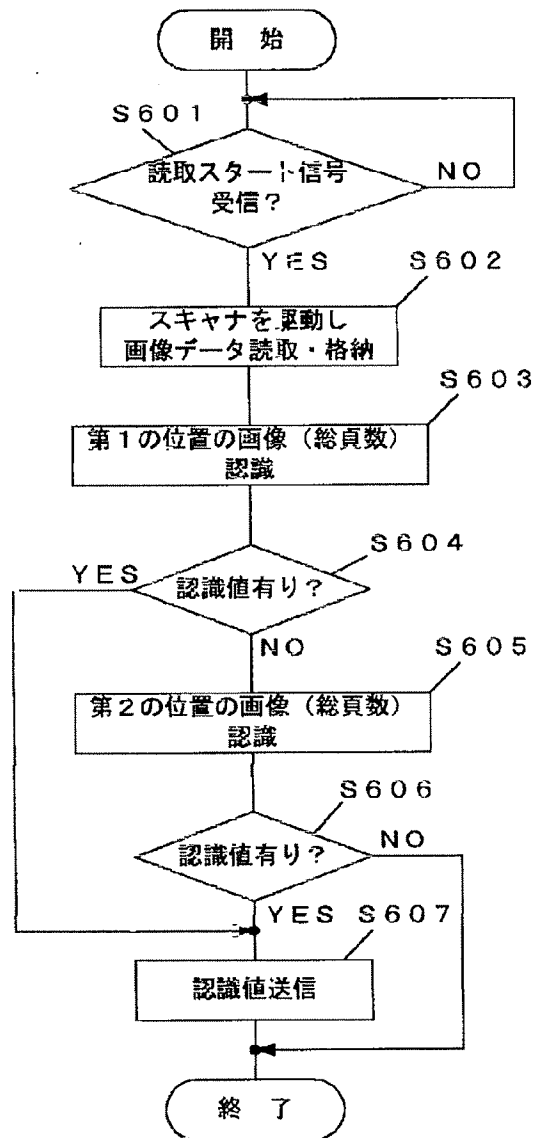 開 始
S601
読取スタート信号
受信？
NO
YES
S602
スキャナを駆動し
画像データ読取・格納
S603
第1の位置の画像（総頁数）
認識
S604
YES
認識値有り？
NO
S605
第2の位置の画像（総頁数）
認識
S606
認識値有り？
NO
YES
S607
認識値送信
終 了